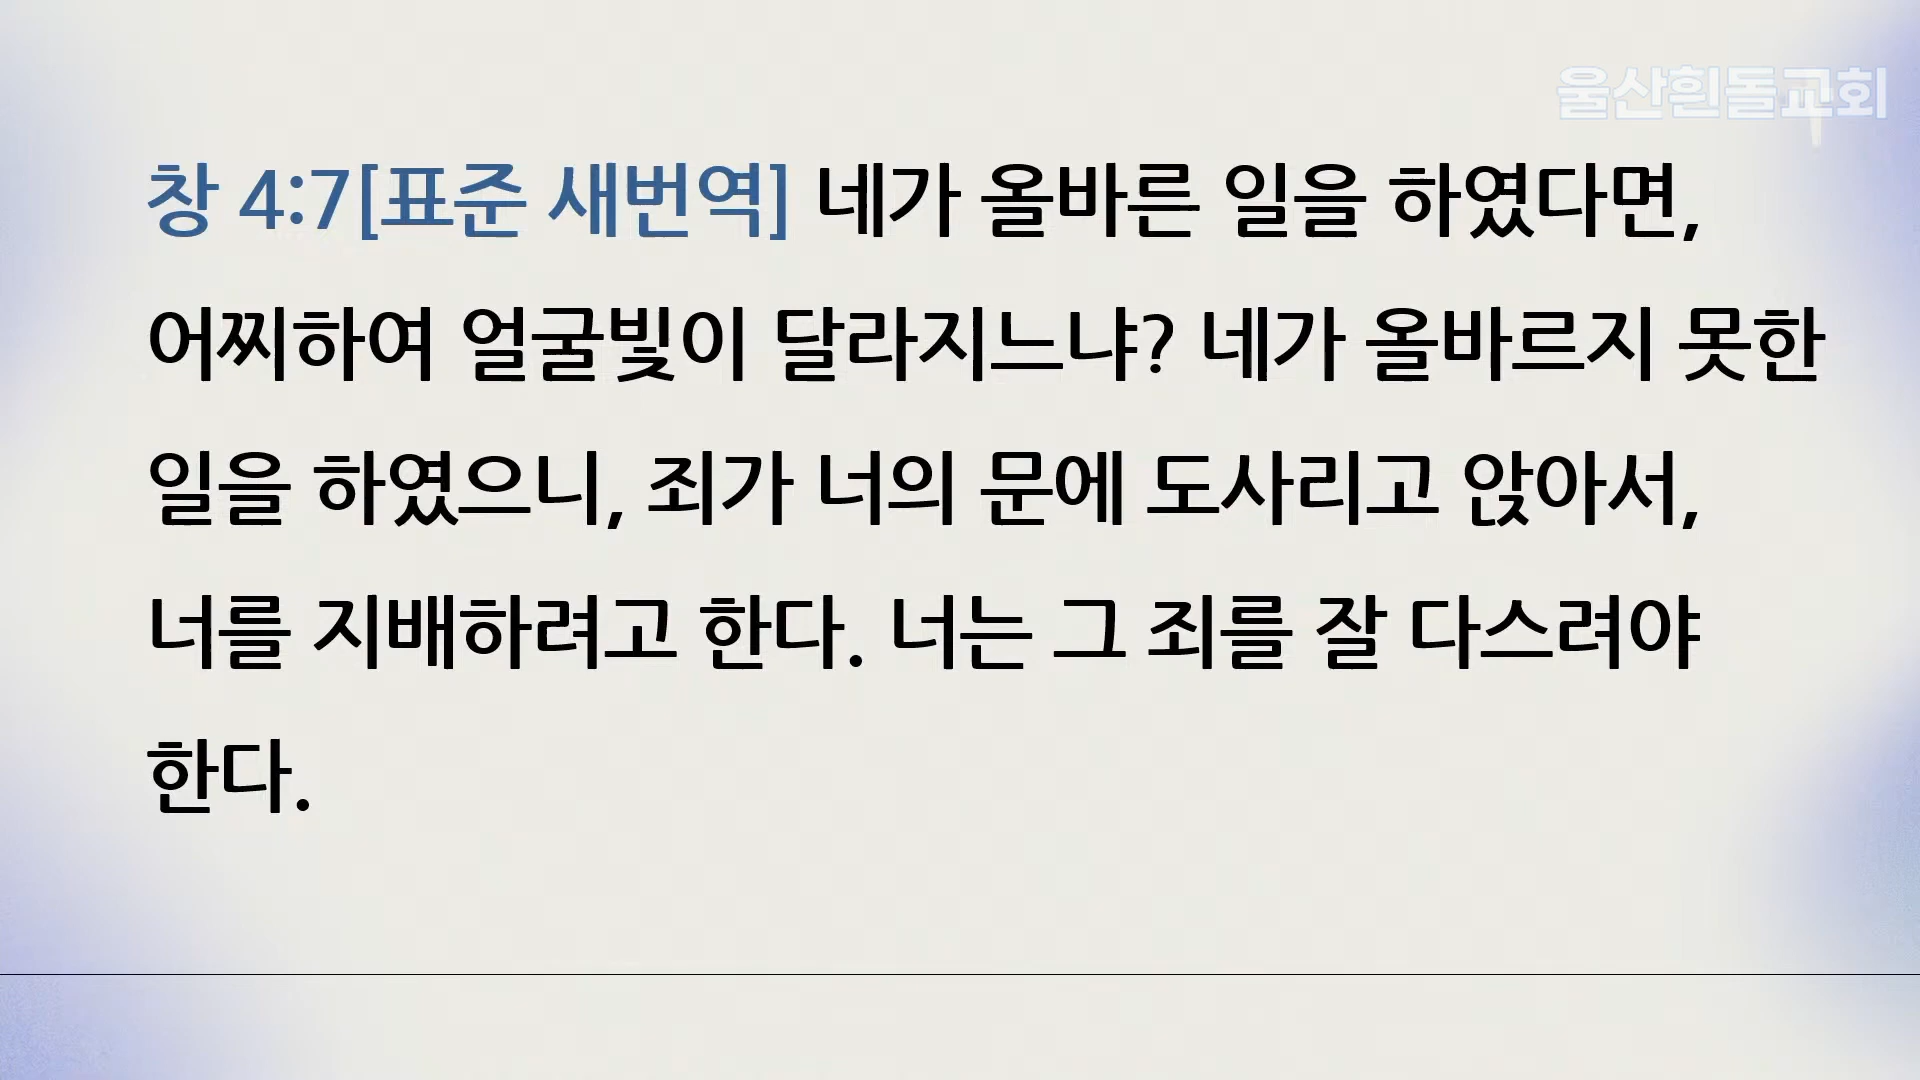 울산흰돌교회
창 4:7[표준 새번역] 네가 올바른 일을 하였다면,
어찌하여 얼굴빛이 달라지느냐? 네가 올바르지 못한
일을 하였으니, 죄가 너의 문에 도사리고 앉아서,
너를 지배하려고 한다. 너는 그 죄를 잘 다스려야
한다.